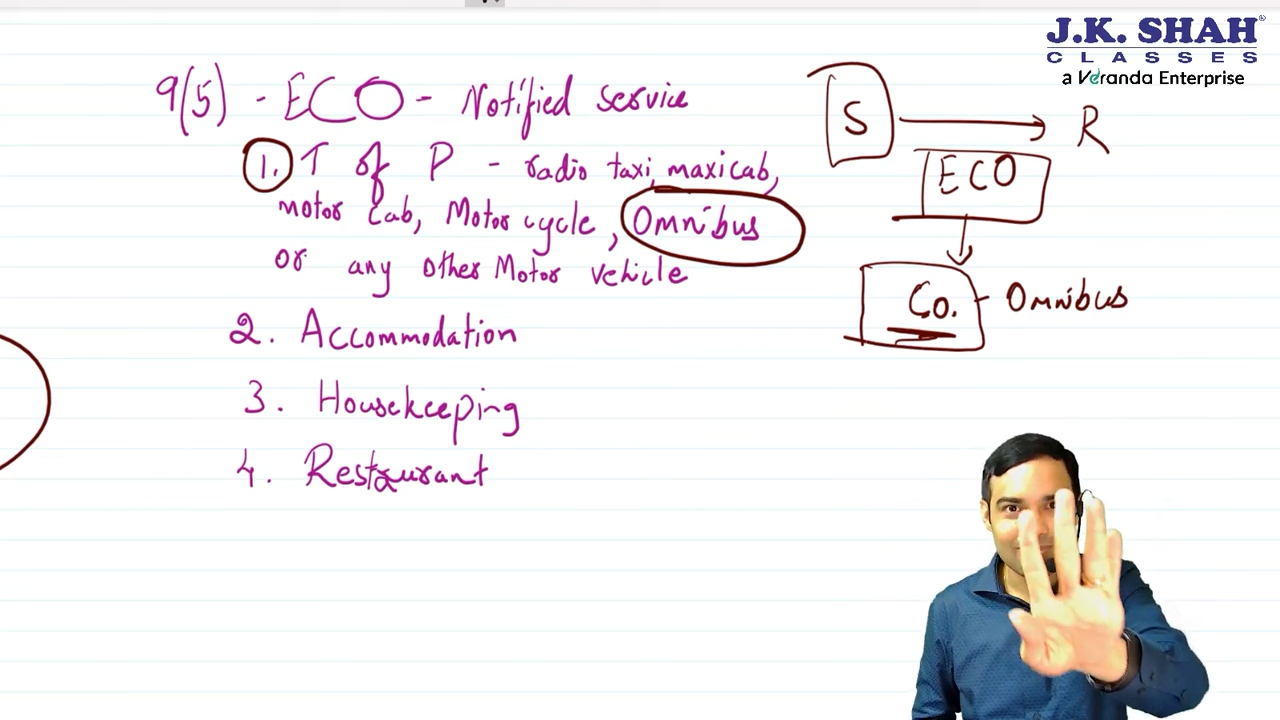 J.K. SHAH®
CLASSES
a Veranda Enterprise
9(5) - ECO - Notified service
1. T of P - radio taxi, maxicab,
motor cab, Motor cycle, Omnibus
or any other Motor vehicle
2. Accommodation
3. Housekeeping
4. Restaurant
S → R
ECO
Co. - Omnibus